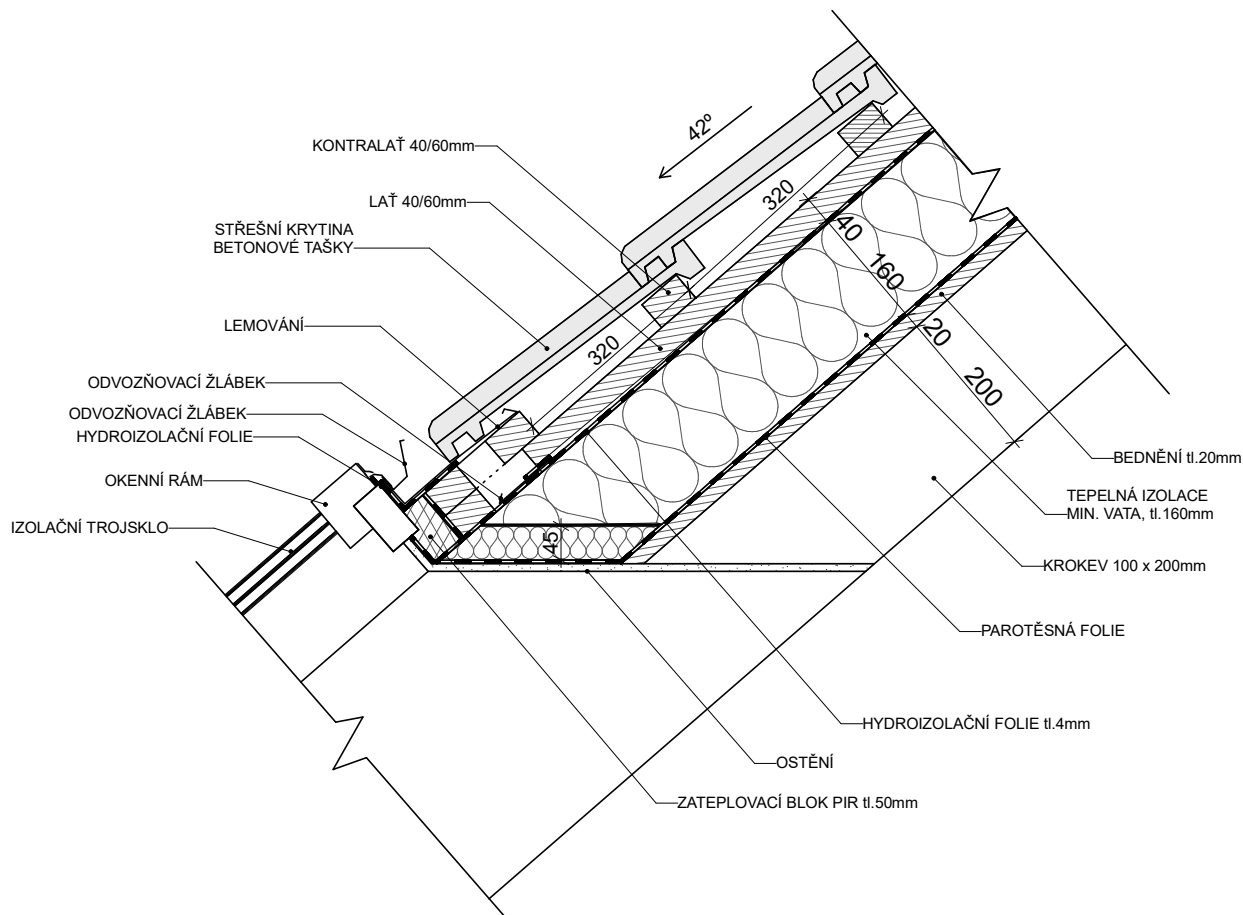 42º
KONTRALAŤ 40/60mm
LAŤ 40/60mm
STŘEŠNÍ KRYTINA
BETONOVÉ TAŠKY
LEMOVÁNÍ
ODVOZŇOVACÍ ŽLÁBEK
ODVOZŇOVACÍ ŽLÁBEK
HYDROIZOLAČNÍ FOLIE
OKENNÍ RÁM
IZOLAČNÍ TROJSKLO
320
320
40
160
20
200
45
BEDNĚNÍ tl.20mm
TEPELNÁ IZOLACE
MIN. VATA, tl.160mm
KROKEV 100 x 200mm
PAROTĚSNÁ FOLIE
HYDROIZOLAČNÍ FOLIE tl.4mm
OSTĚNÍ
ZATEPLOVACÍ BLOK PIR tl.50mm